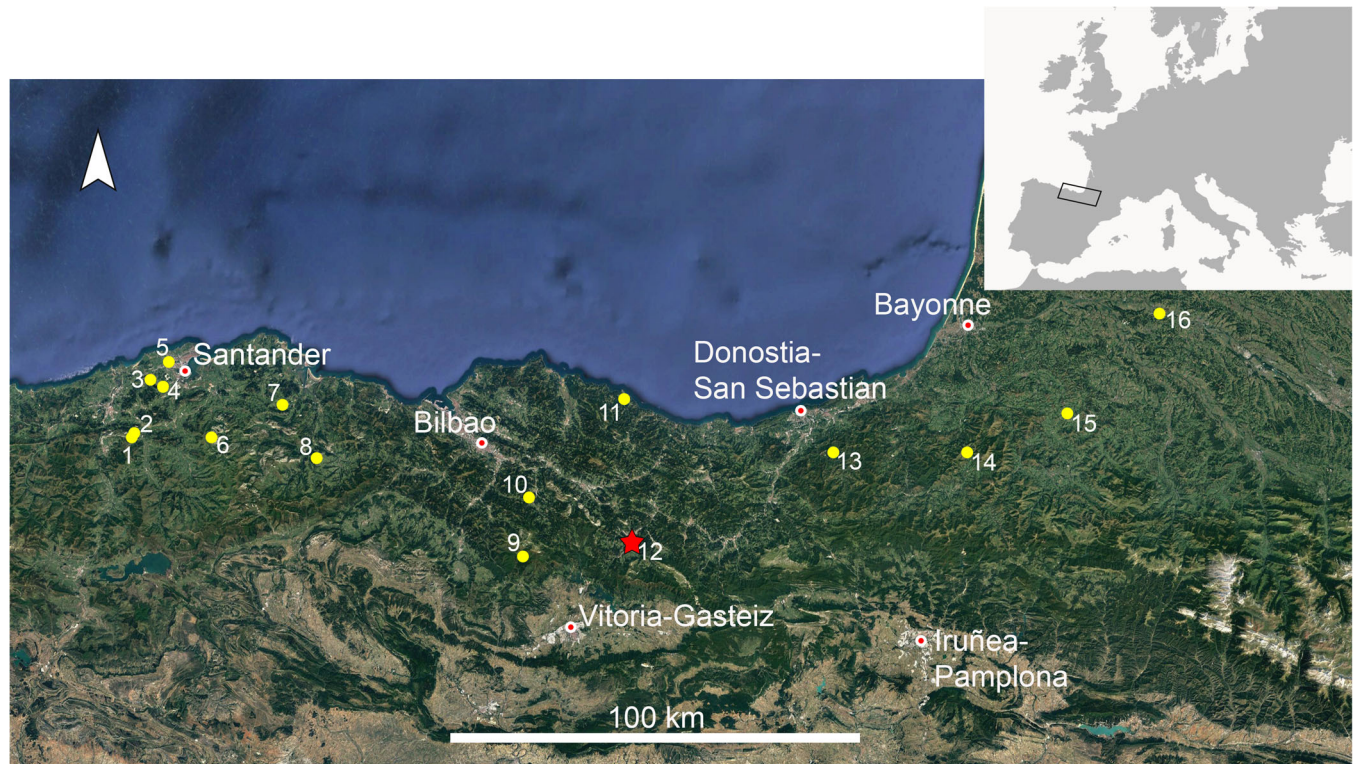 Bayonne
16
5
Santander
Donostia-
San Sebastian
3
4
7
11
2
Bilbao
15
1
6
8
13
14
10
9
12
Vitoria-Gasteiz
Iruñea-
Pamplona
100 km